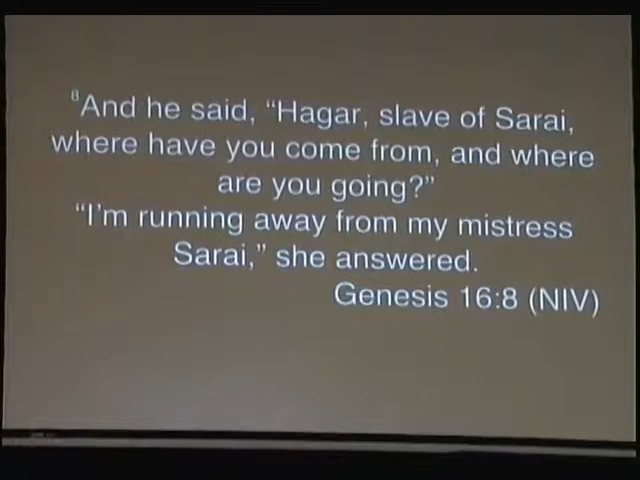 ⁸And he said, “Hagar, slave of Sarai,
where have you come from, and where
are you going?”
“I’m running away from my mistress
Sarai,” she answered.
Genesis 16:8 (NIV)